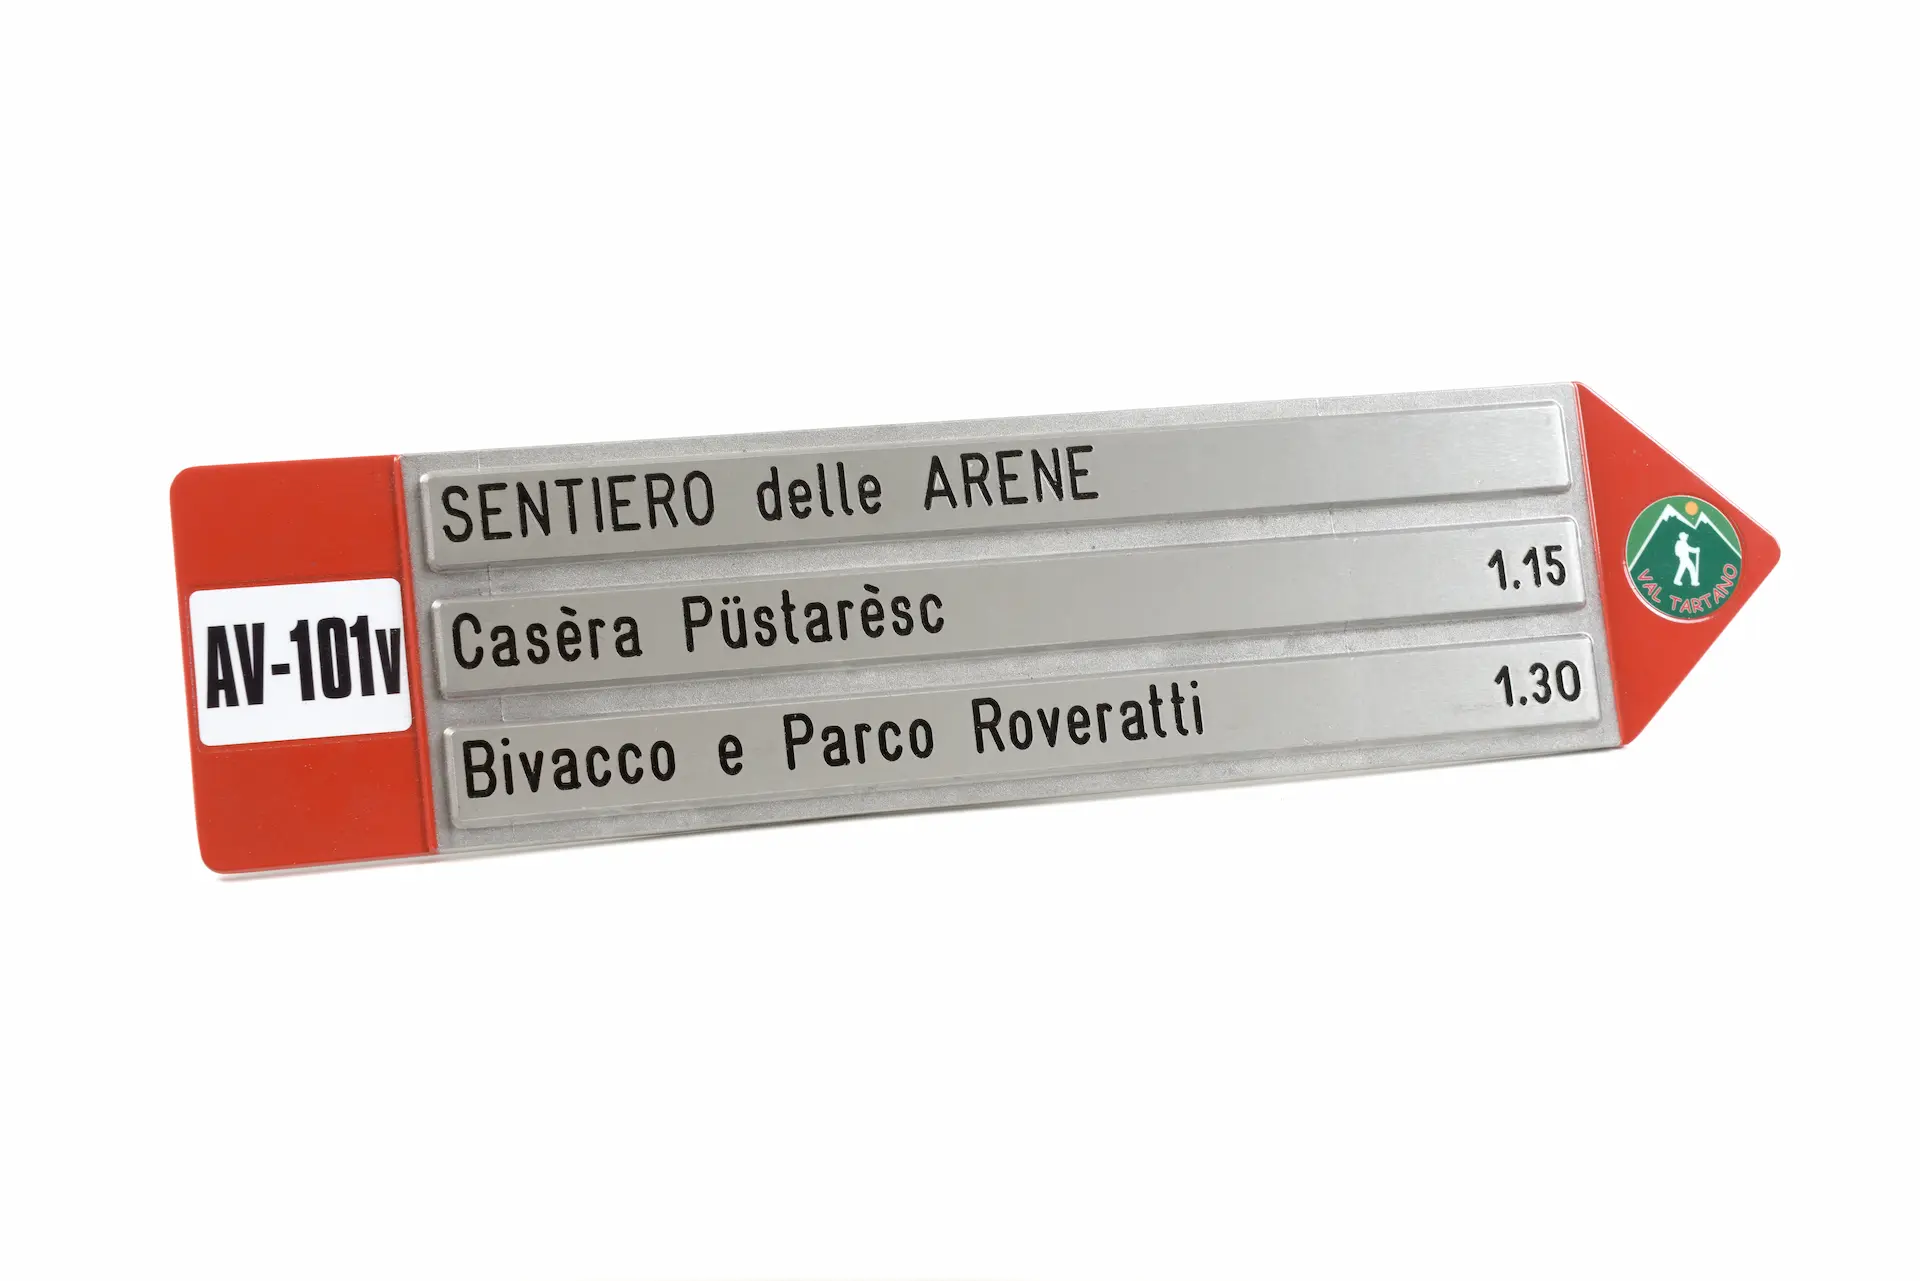 AV-101v
SENTIERO delle ARENE
Casèra Püstarèsc 1.15
Bivacco e Parco Roveratti 1.30
VAL TARTANO